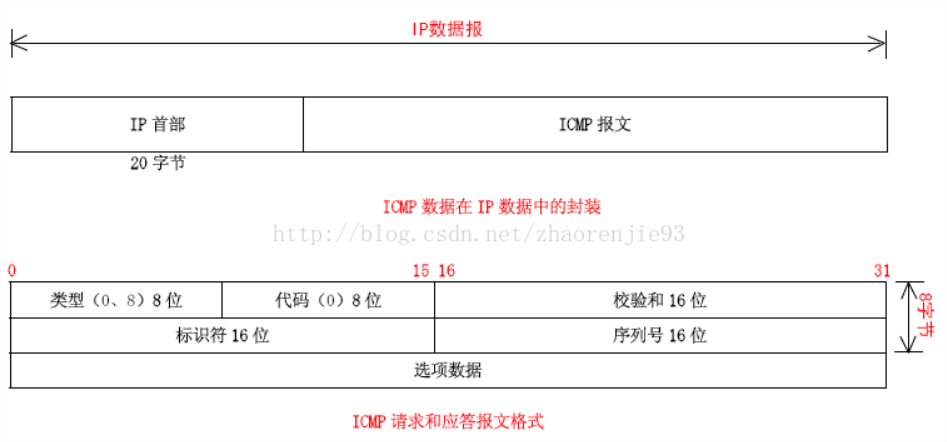 IP数据报
IP 首部 ICMP 报文
20 字节
ICMP 数据在 IP 数据中的封装
http://blog.csdn.net/zhaorenjie93
0 15 16 31
类型（0、8）8 位 代码（0）8 位 校验和 16 位
标识符 16 位 序列号 16 位
8字节
选项数据
ICMP 请求和应答报文格式